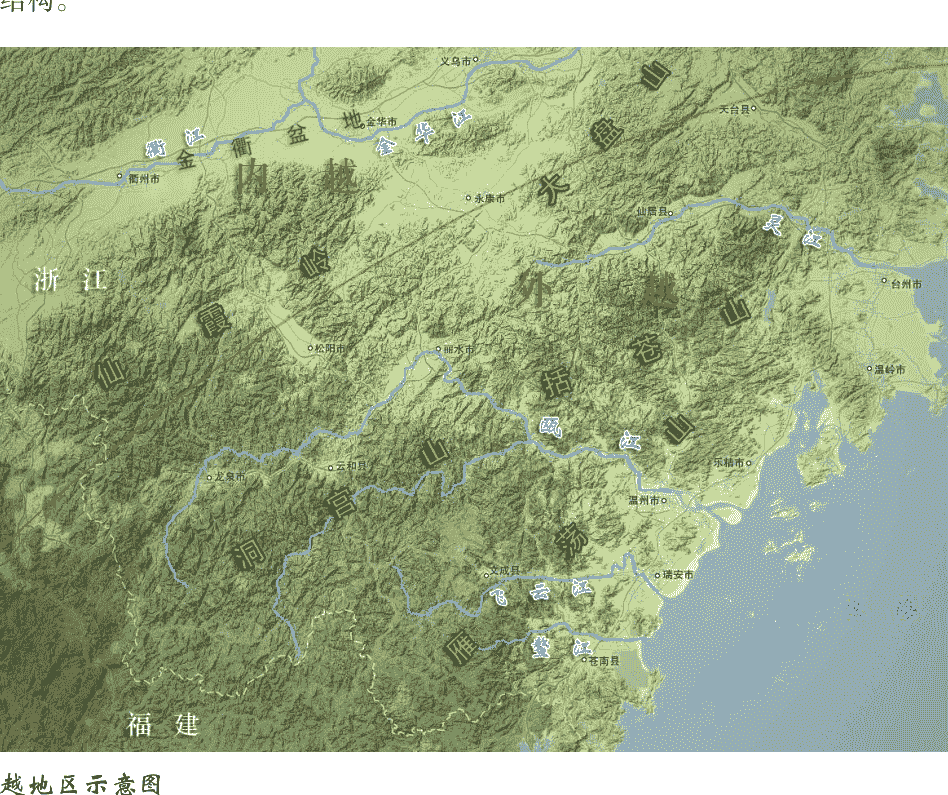 结构。
义乌市
山
天台县
地
金华市
江
华
金
盘
盆
衢
金
江
衢
衢州市
内 越
永康市
大
仙居县
灵 江
浙 江
岭
外 越
台州市
霞
山
松阳市
丽水市
苍
仙
括
温岭市
瓯 江
山
山
云和县
龙泉市
乐清市
宫
温州市
洞
荡
文成县
瑞安市
飞 云 江
雁
鳌 江
苍南县
福 建
越地区示意图